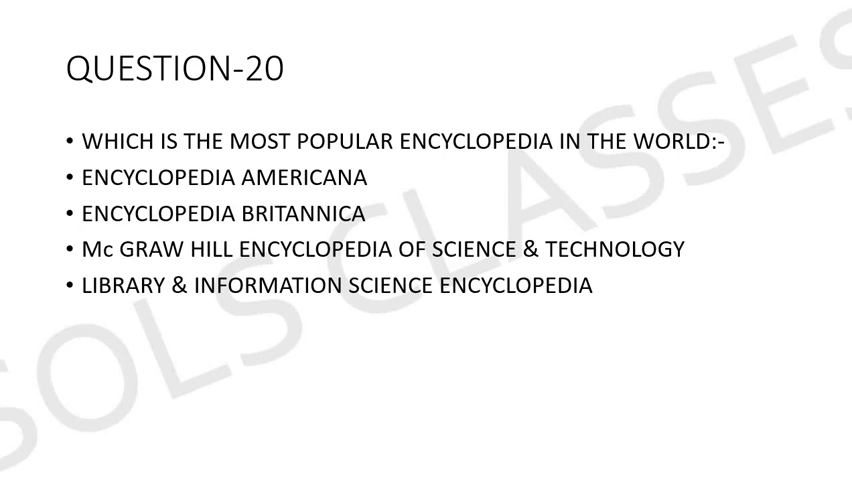 QUESTION-20
• WHICH IS THE MOST POPULAR ENCYCLOPEDIA IN THE WORLD:-
• ENCYCLOPEDIA AMERICANA
• ENCYCLOPEDIA BRITANNICA
• Mc GRAW HILL ENCYCLOPEDIA OF SCIENCE & TECHNOLOGY
• LIBRARY & INFORMATION SCIENCE ENCYCLOPEDIA
SOLS CLASSES